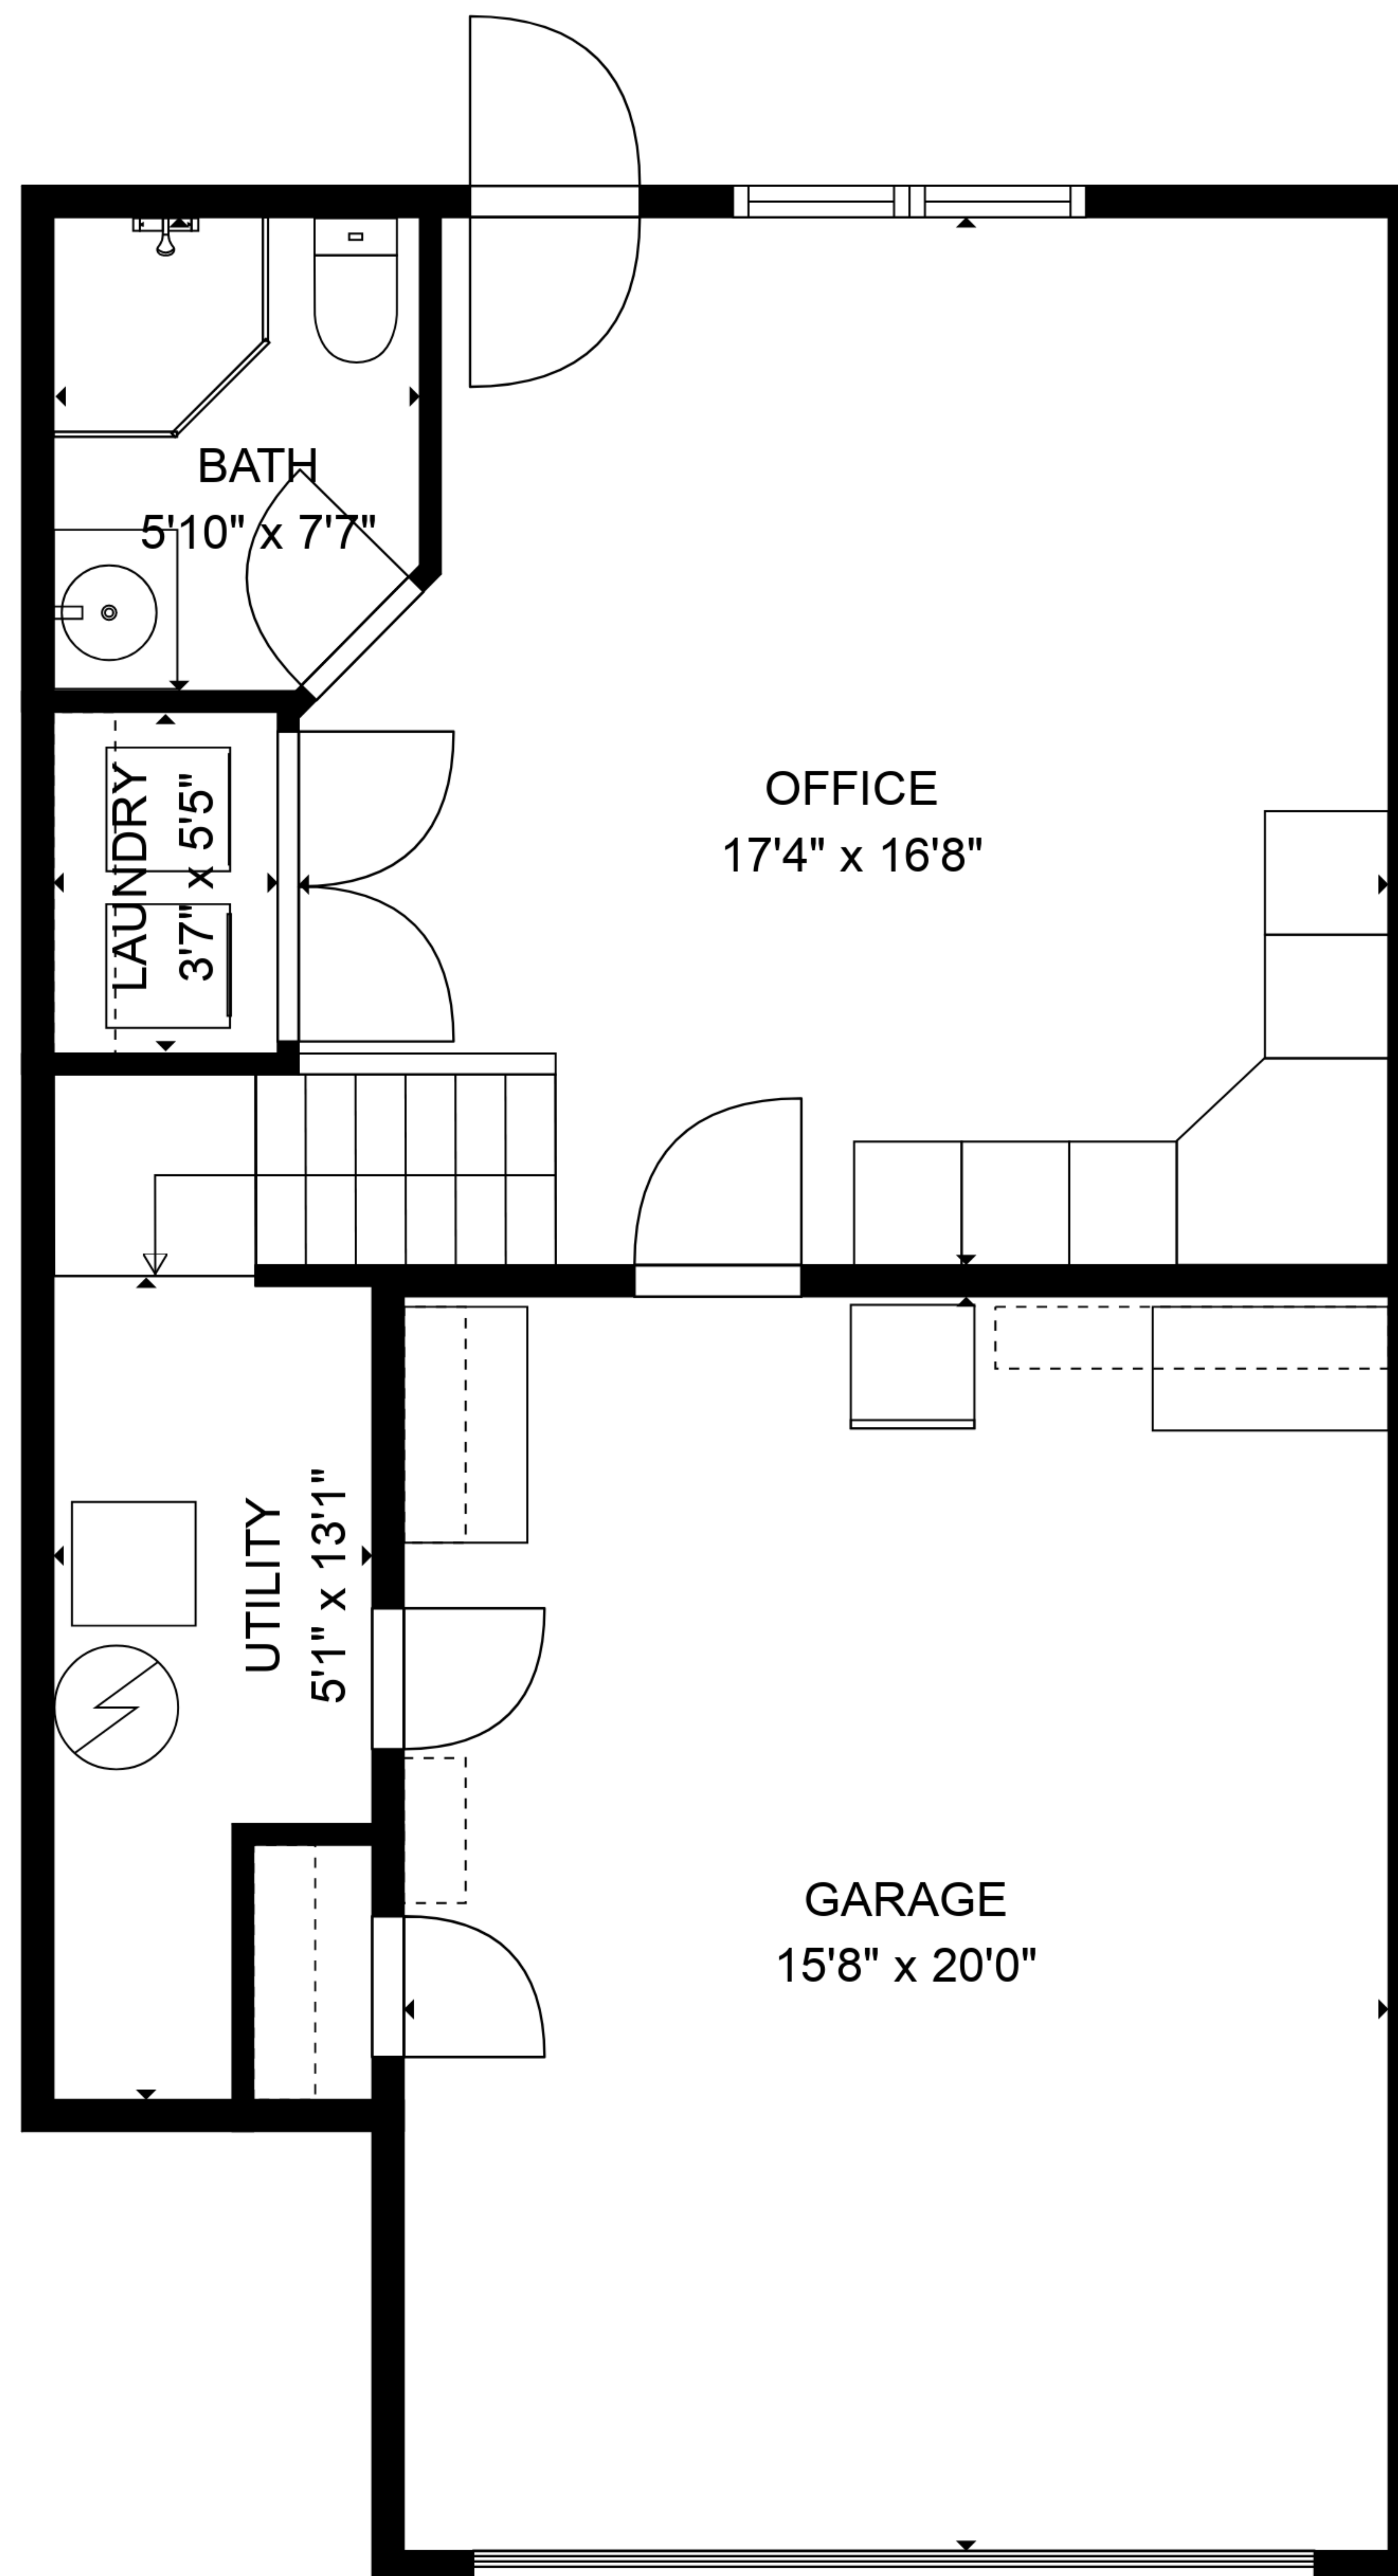 BATH
5'10" x 7'7"
LAUNDRY
3'7" x 5'5"
OFFICE
17'4" x 16'8"
UTILITY
5'1" x 13'1"
GARAGE
15'8" x 20'0"